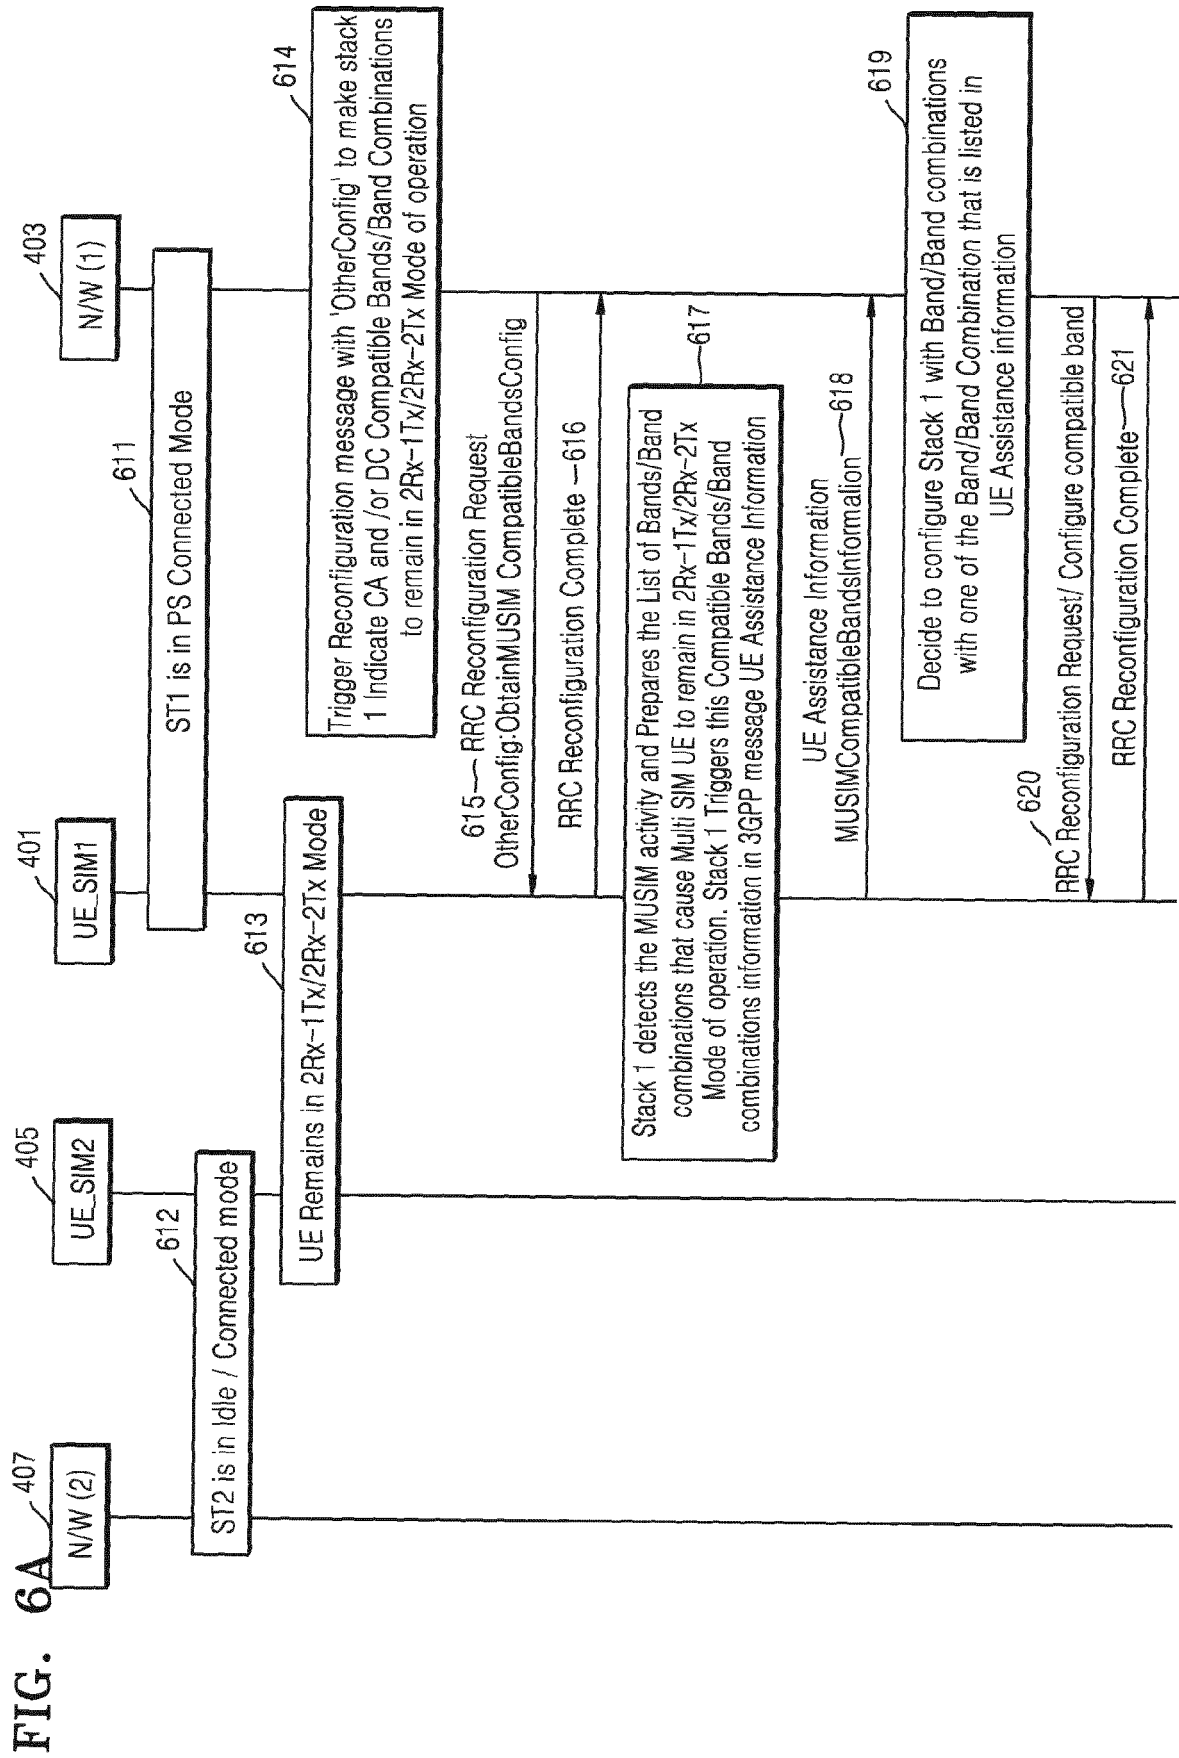 FIG. 6A
407
405
401
403
N/W (2)
UE_SIM2
UE_SIM1
N/W (1)
611
ST1 is in PS Connected Mode
612
ST2 is in Idle / Connected mode
613
UE Remains in 2Rx-1Tx/2Rx-2Tx Mode
614
Trigger Reconfiguration message with 'OtherConfig' to make stack
1 Indicate CA and /or DC Compatible Bands/Band Combinations
to remain in 2Rx-1Tx/2Rx-2Tx Mode of operation
615 RRC Reconfiguration Request
OtherConfig:ObtainMUSIM CompatibleBandsConfig
RRC Reconfiguration Complete 616
617
Stack 1 detects the MUSIM activity and Prepares the List of Bands/Band
combinations that cause Multi SIM UE to remain in 2Rx-1Tx/2Rx-2Tx
Mode of operation. Stack 1 Triggers this Compatible Bands/Band
combinations information in 3GPP message UE Assistance Information
UE Assistance Information
MUSIMCompatibleBandsInformation 618
619
Decide to configure Stack 1 with Band/Band combinations
with one of the Band/Band Combination that is listed in
UE Assistance information
620
RRC Reconfiguration Request/ Configure compatible band
RRC Reconfiguration Complete 621